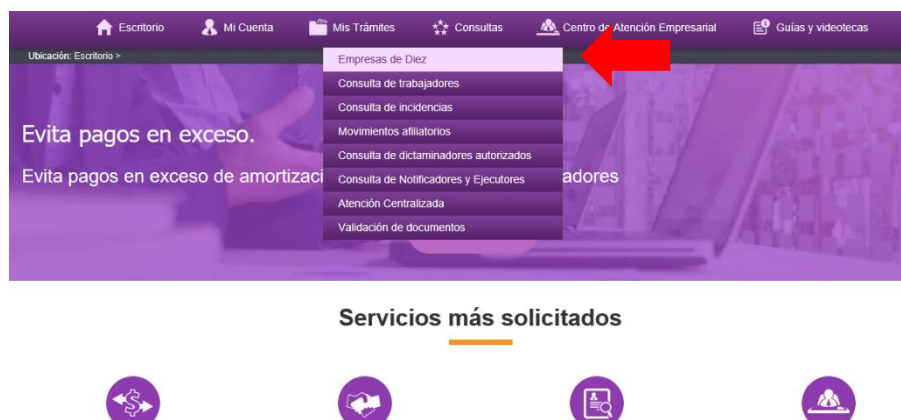 Escritorio Mi Cuenta Mis Trámites Consultas Centro de Atención Empresarial Guías y videotecas
Ubicación: Escritorio >
Empresas de Diez
Consulta de trabajadores
Consulta de incidencias
Movimientos afiliatorios
Consulta de dictaminadores autorizados
Consulta de Notificadores y Ejecutores
Atención Centralizada
Validación de documentos
Evita pagos en exceso.
Evita pagos en exceso de amortizaci adores
Servicios más solicitados